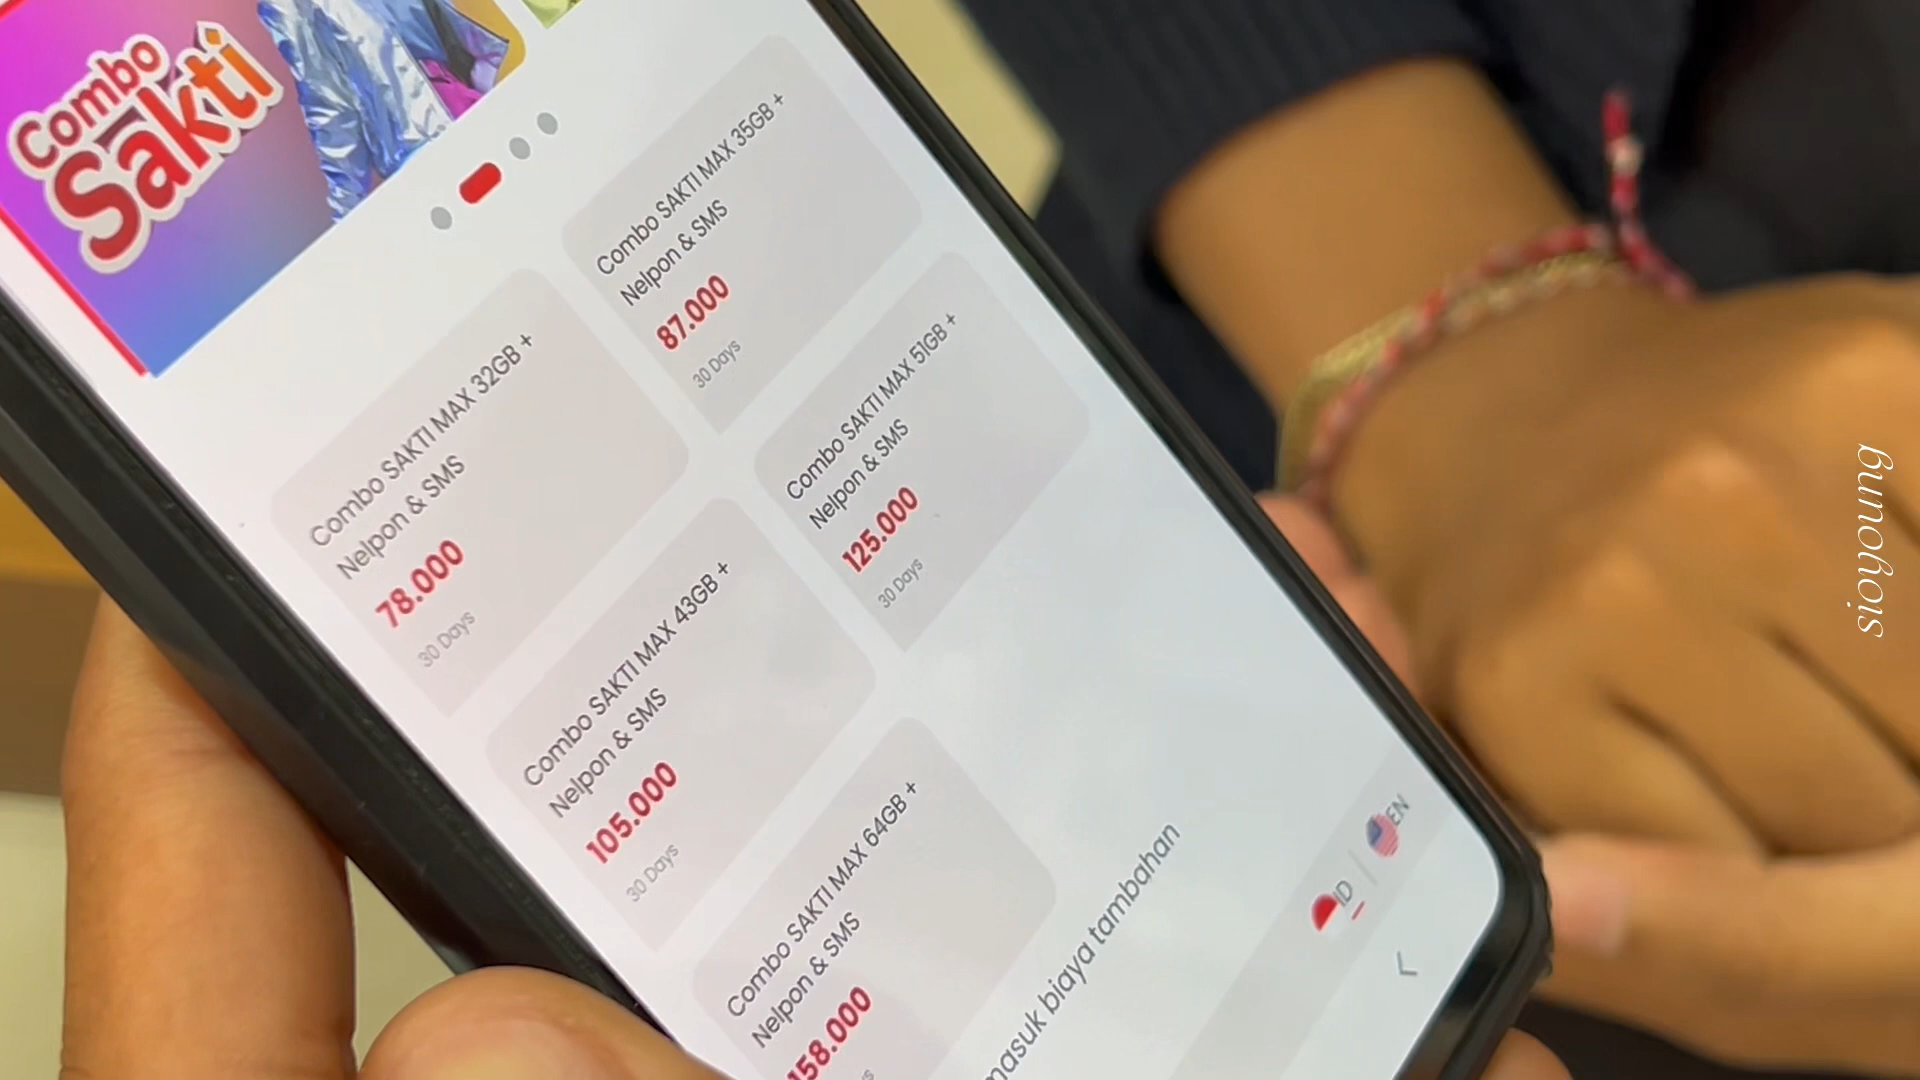 Combo
Sakti
Combo SAKTI MAX 32GB +
Nelpon & SMS
78.000
30 Days
Combo SAKTI MAX 35GB +
Nelpon & SMS
87.000
30 Days
Combo SAKTI MAX 43GB +
Nelpon & SMS
105.000
30 Days
Combo SAKTI MAX 51GB +
Nelpon & SMS
125.000
30 Days
Combo SAKTI MAX 64GB +
Nelpon & SMS
158.000
biaya tambahan
ID | EN
sioyoung